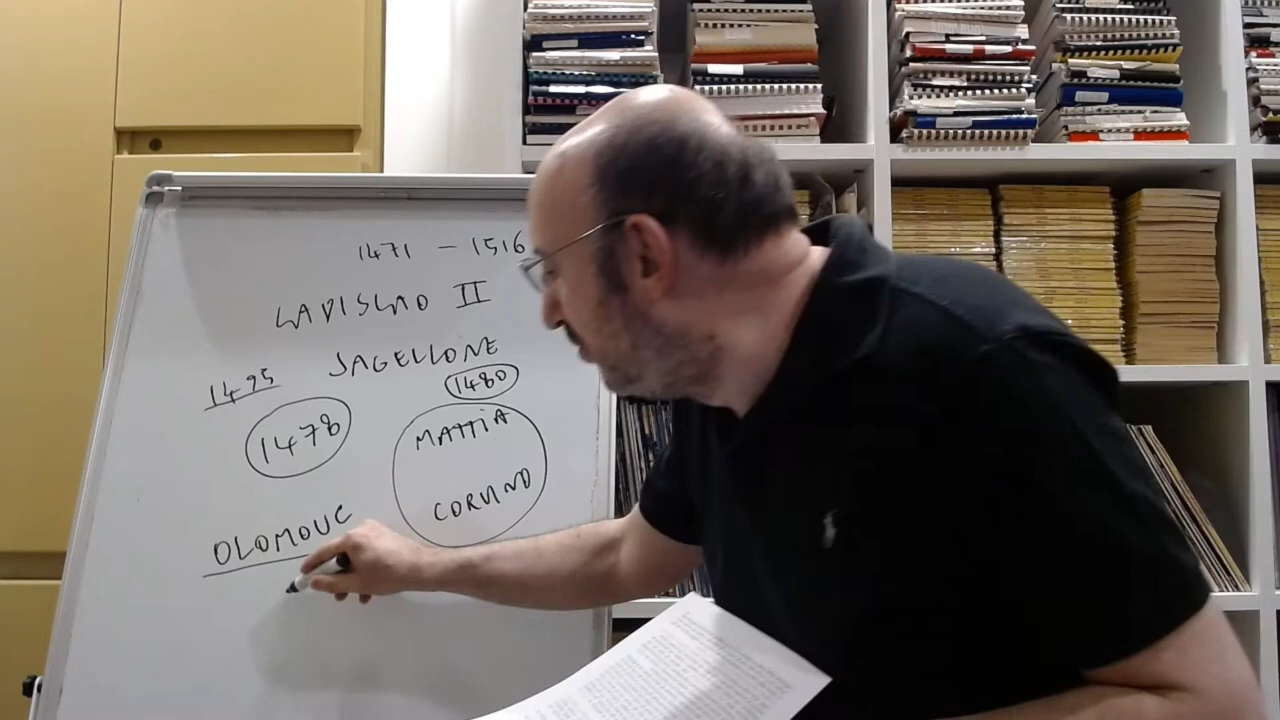 1471 - 1516
LADISLAO II
JAGELLONE
1495
1480
1478
MATTIA
CORVINO
OLOMOUC